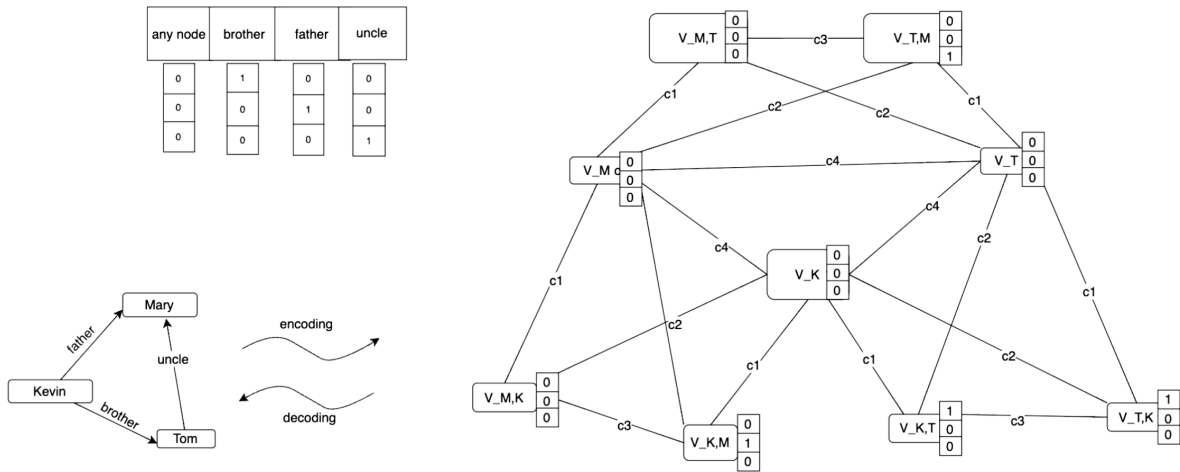 any node brother father uncle
0 1 0 0
0 0 1 0
0 0 0 1
Mary
father
uncle
Kevin
brother
Tom
encoding
decoding
V_M,T
0
0
0
c3
V_T,M
0
0
1
c1
c2
c2
c1
V_M c
0
0
0
c4
V_T
0
0
0
c4
c4
c2
V_K
0
0
0
c1
c2
c1
c1
c2
c1
V_M,K
0
0
0
c3
V_K,M
0
1
0
V_K,T
1
0
0
c3
V_T,K
1
0
0